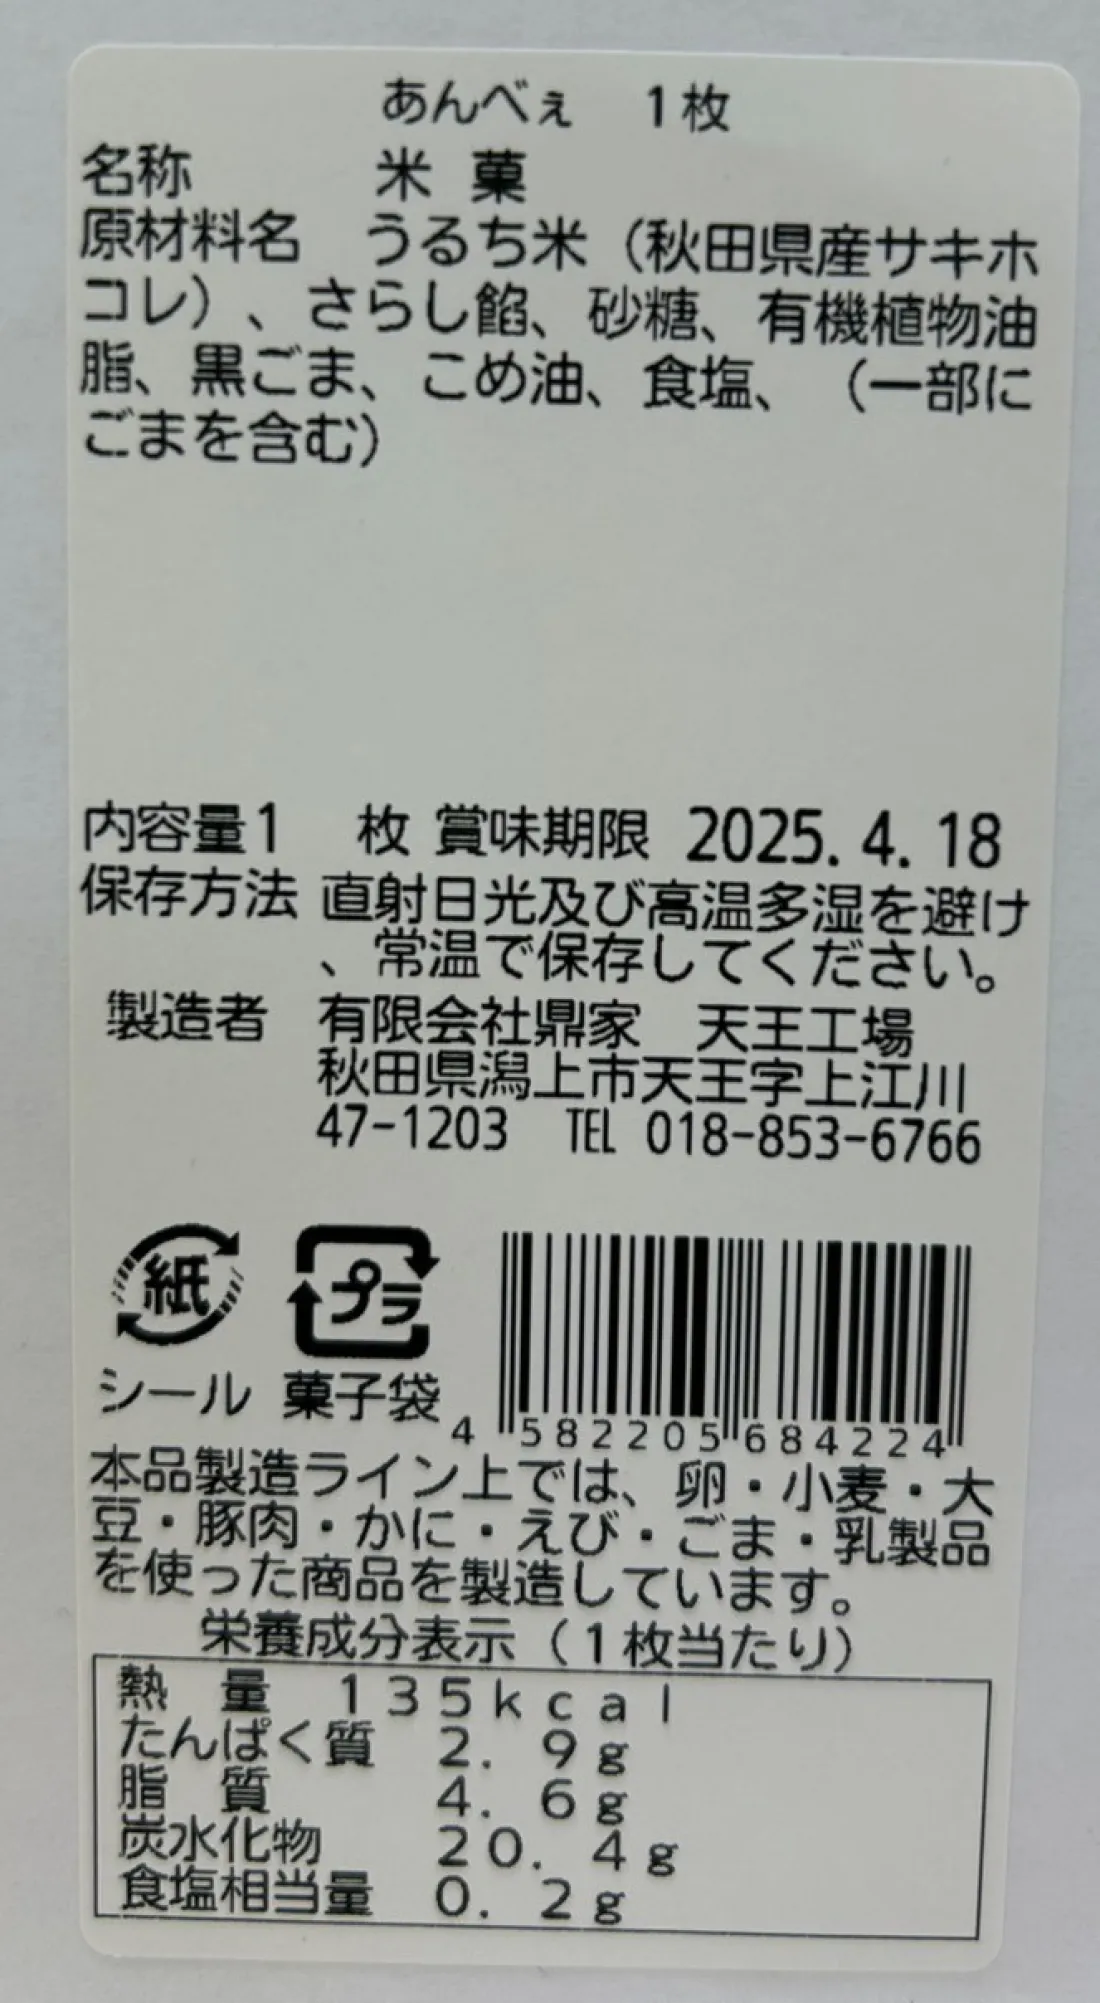 あんべぇ　1枚
名称　米 菓
原材料名　うるち米（秋田県産サキホ
コレ）、さらし餡、砂糖、有機植物油
脂、黒ごま、こめ油、食塩、（一部に
ごまを含む）
内容量1　枚 賞味期限 2025. 4. 18
保存方法 直射日光及び高温多湿を避け
、常温で保存してください。
製造者　有限会社鼎家　天王工場
秋田県潟上市天王字上江川
47-1203　TEL 018-853-6766
紙 プラ
シール 菓子袋
4 582205 684224
本品製造ライン上では、卵・小麦・大
豆・豚肉・かに・えび・ごま・乳製品
を使った商品を製造しています。
栄養成分表示（1枚当たり）
熱　量　135kcal
たんぱく質　2. 9g
脂　質　4. 6g
炭水化物　20. 4g
食塩相当量　0. 2g